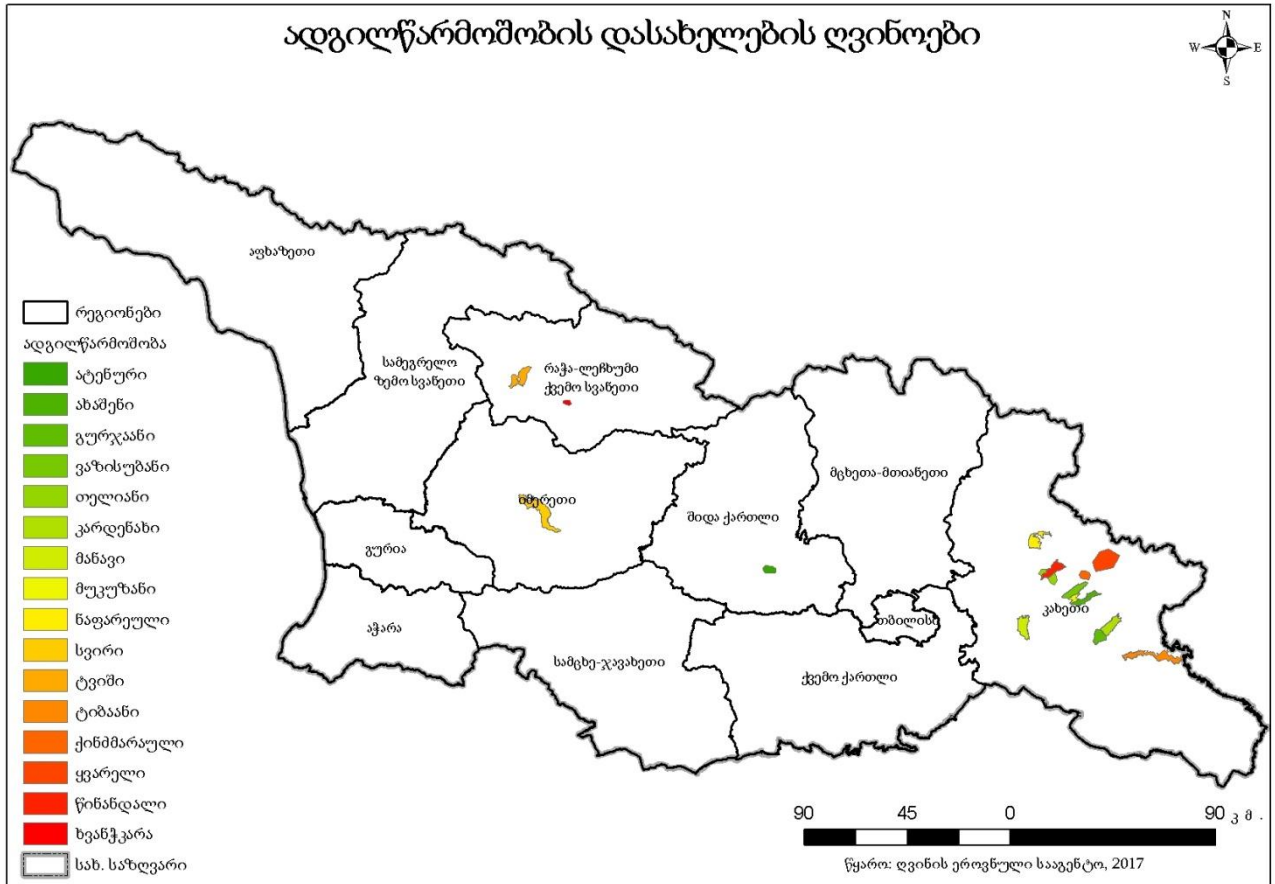 ადგილწარმოშობის დასახელების ღვინოები
N
W
E
S
აფხაზეთი
სამეგრელო
ზემო სვანეთი
რაჭა-ლეჩხუმი
ქვემო სვანეთი
მცხეთა-მთიანეთი
იმერეთი
შიდა ქართლი
გურია
კახეთი
თბილისი
აჭარა
სამცხე-ჯავახეთი
ქვემო ქართლი
რეგიონები
ადგილწარმოშობა
ატენური
ახაშენი
გურჯაანი
ვაზისუბანი
თელიანი
კარდენახი
მანავი
მუკუზანი
ნაფარეული
სვირი
ტვიში
ტიბაანი
ქინძმარაული
ყვარელი
წინანდალი
ხვანჭკარა
სახ. საზღვარი
90 45 0 90 კ მ .
წყარო: ღვინის ეროვნული სააგენტო, 2017